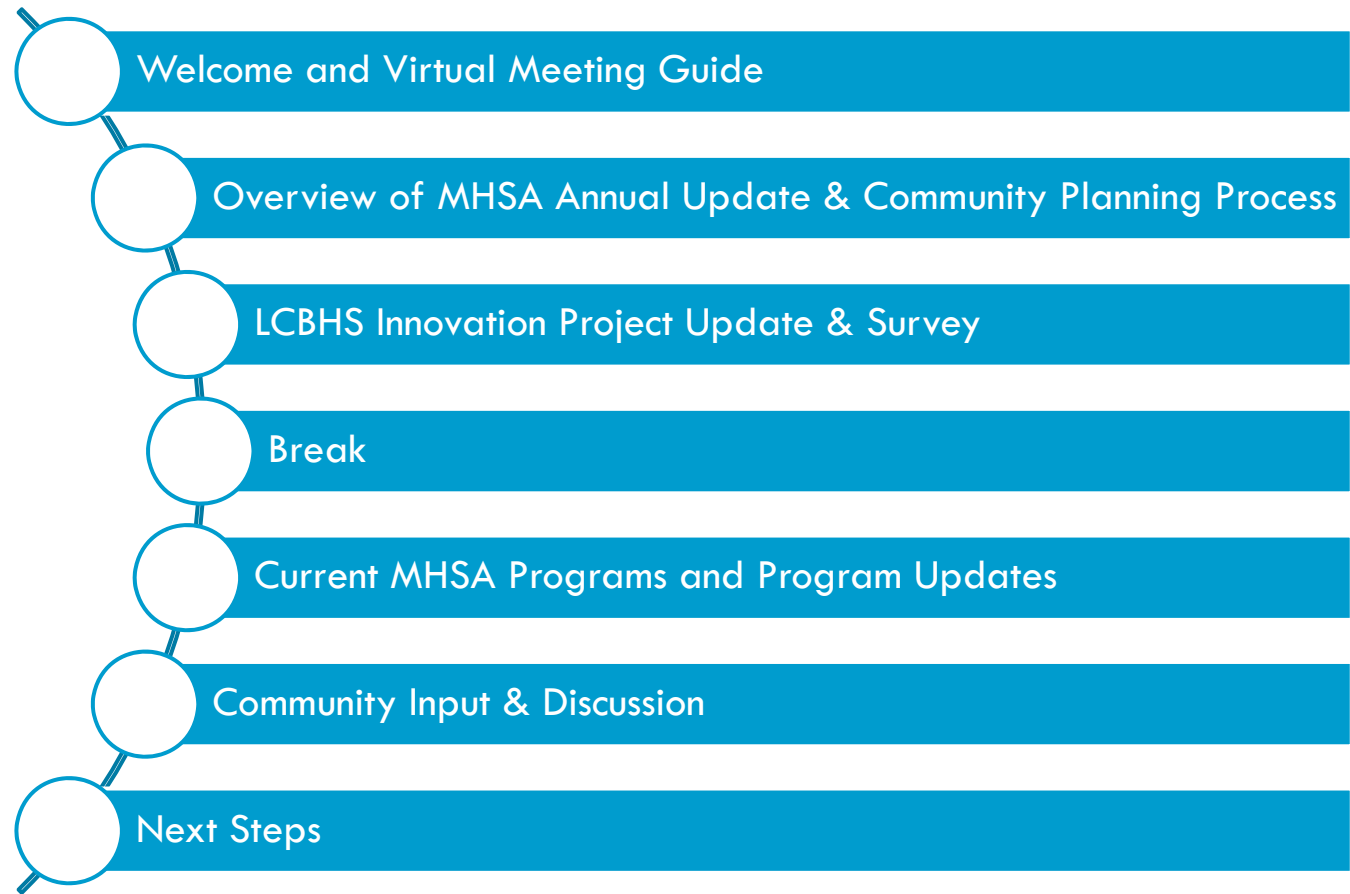 Welcome and Virtual Meeting Guide
Overview of MHSA Annual Update & Community Planning Process
LCBHS Innovation Project Update & Survey
Break
Current MHSA Programs and Program Updates
Community Input & Discussion
Next Steps